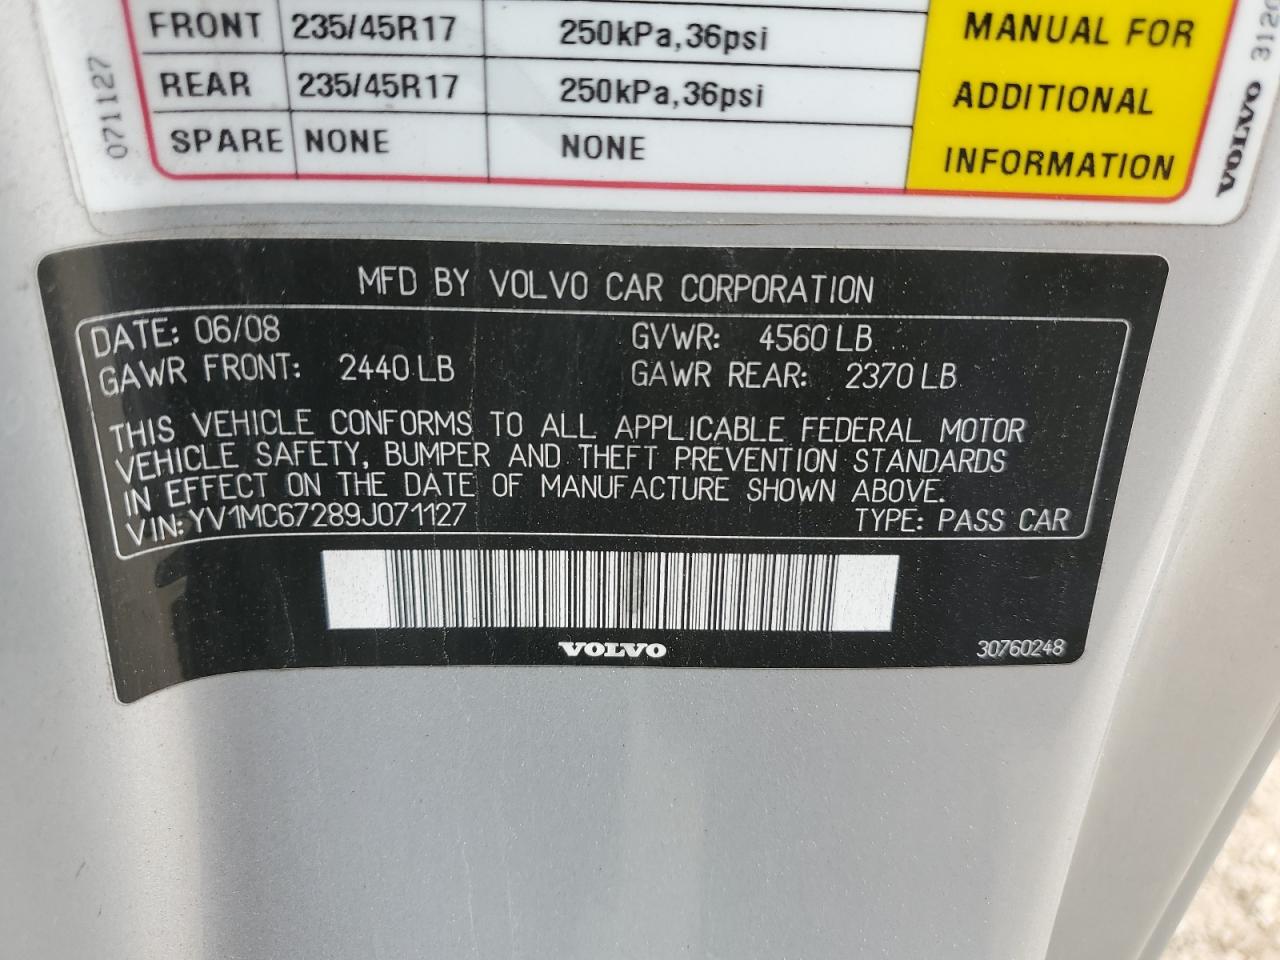 FRONT 235/45R17 250kPa,36psi
REAR 235/45R17 250kPa,36psi
SPARE NONE NONE
MANUAL FOR
ADDITIONAL
INFORMATION
071127
VOLVO 3120
MFD BY VOLVO CAR CORPORATION
DATE: 06/08 GVWR: 4560 LB
GAWR FRONT: 2440 LB GAWR REAR: 2370 LB
THIS VEHICLE CONFORMS TO ALL APPLICABLE FEDERAL MOTOR
VEHICLE SAFETY, BUMPER AND THEFT PREVENTION STANDARDS
IN EFFECT ON THE DATE OF MANUFACTURE SHOWN ABOVE.
VIN: YV1MC67289J071127 TYPE: PASS CAR
VOLVO
30760248